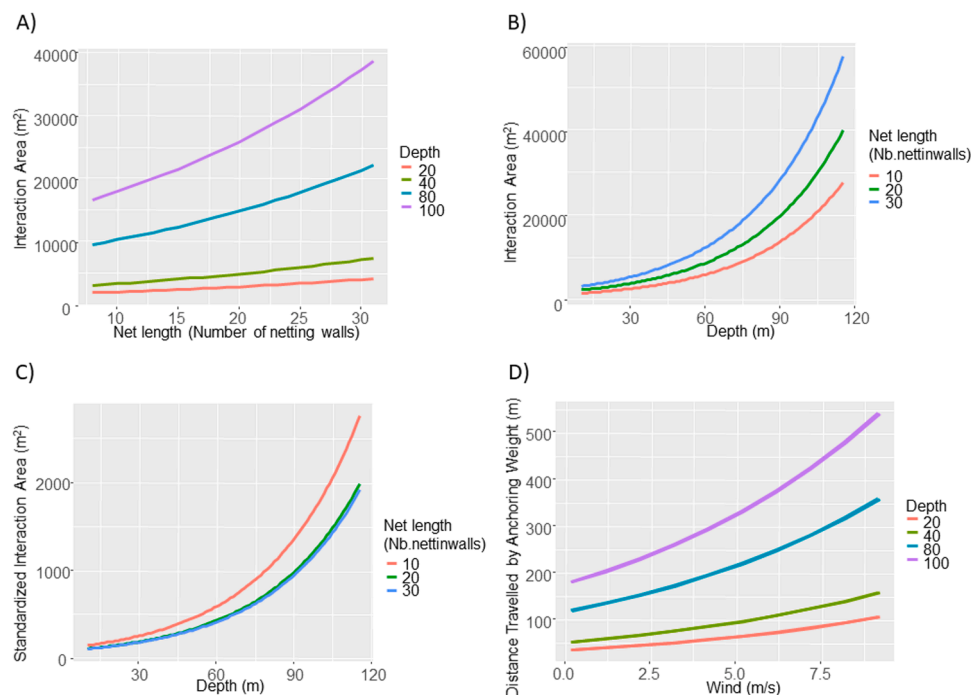 A)
Interaction Area (m²)
40000
30000
20000
10000
0
10 15 20 25 30
Net length (Number of netting walls)
Depth
20
40
80
100
B)
Interaction Area (m²)
60000
40000
20000
0
30 60 90 120
Depth (m)
Net length
(Nb.nettinwalls)
10
20
30
C)
Standardized Interaction Area (m²)
2000
1000
0
30 60 90 120
Depth (m)
Net length
(Nb.nettinwalls)
10
20
30
D)
Distance Travelled by Anchoring Weight (m)
500
400
300
200
100
0.0 2.5 5.0 7.5
Wind (m/s)
Depth
20
40
80
100